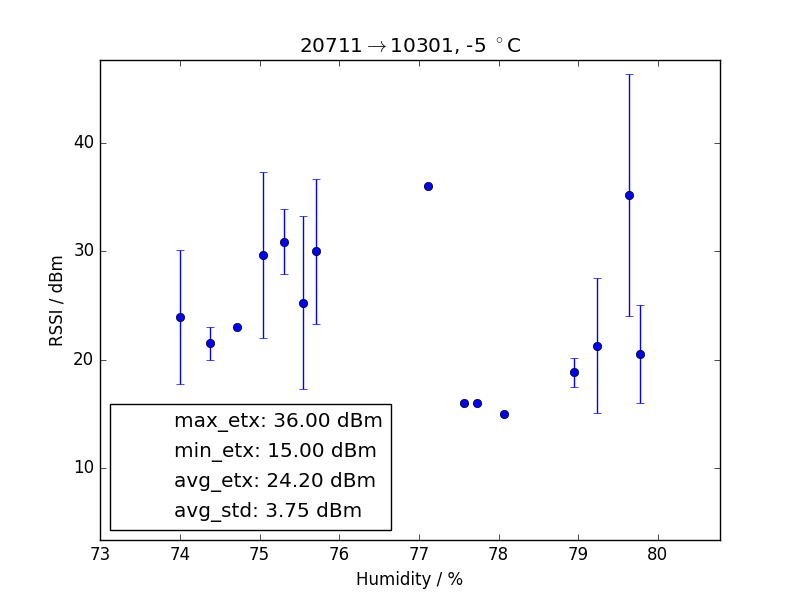 20711→10301, -5 °C
RSSI / dBm
40
30
20
10
max_etx: 36.00 dBm
min_etx: 15.00 dBm
avg_etx: 24.20 dBm
avg_std: 3.75 dBm
73 74 75 76 77 78 79 80
Humidity / %